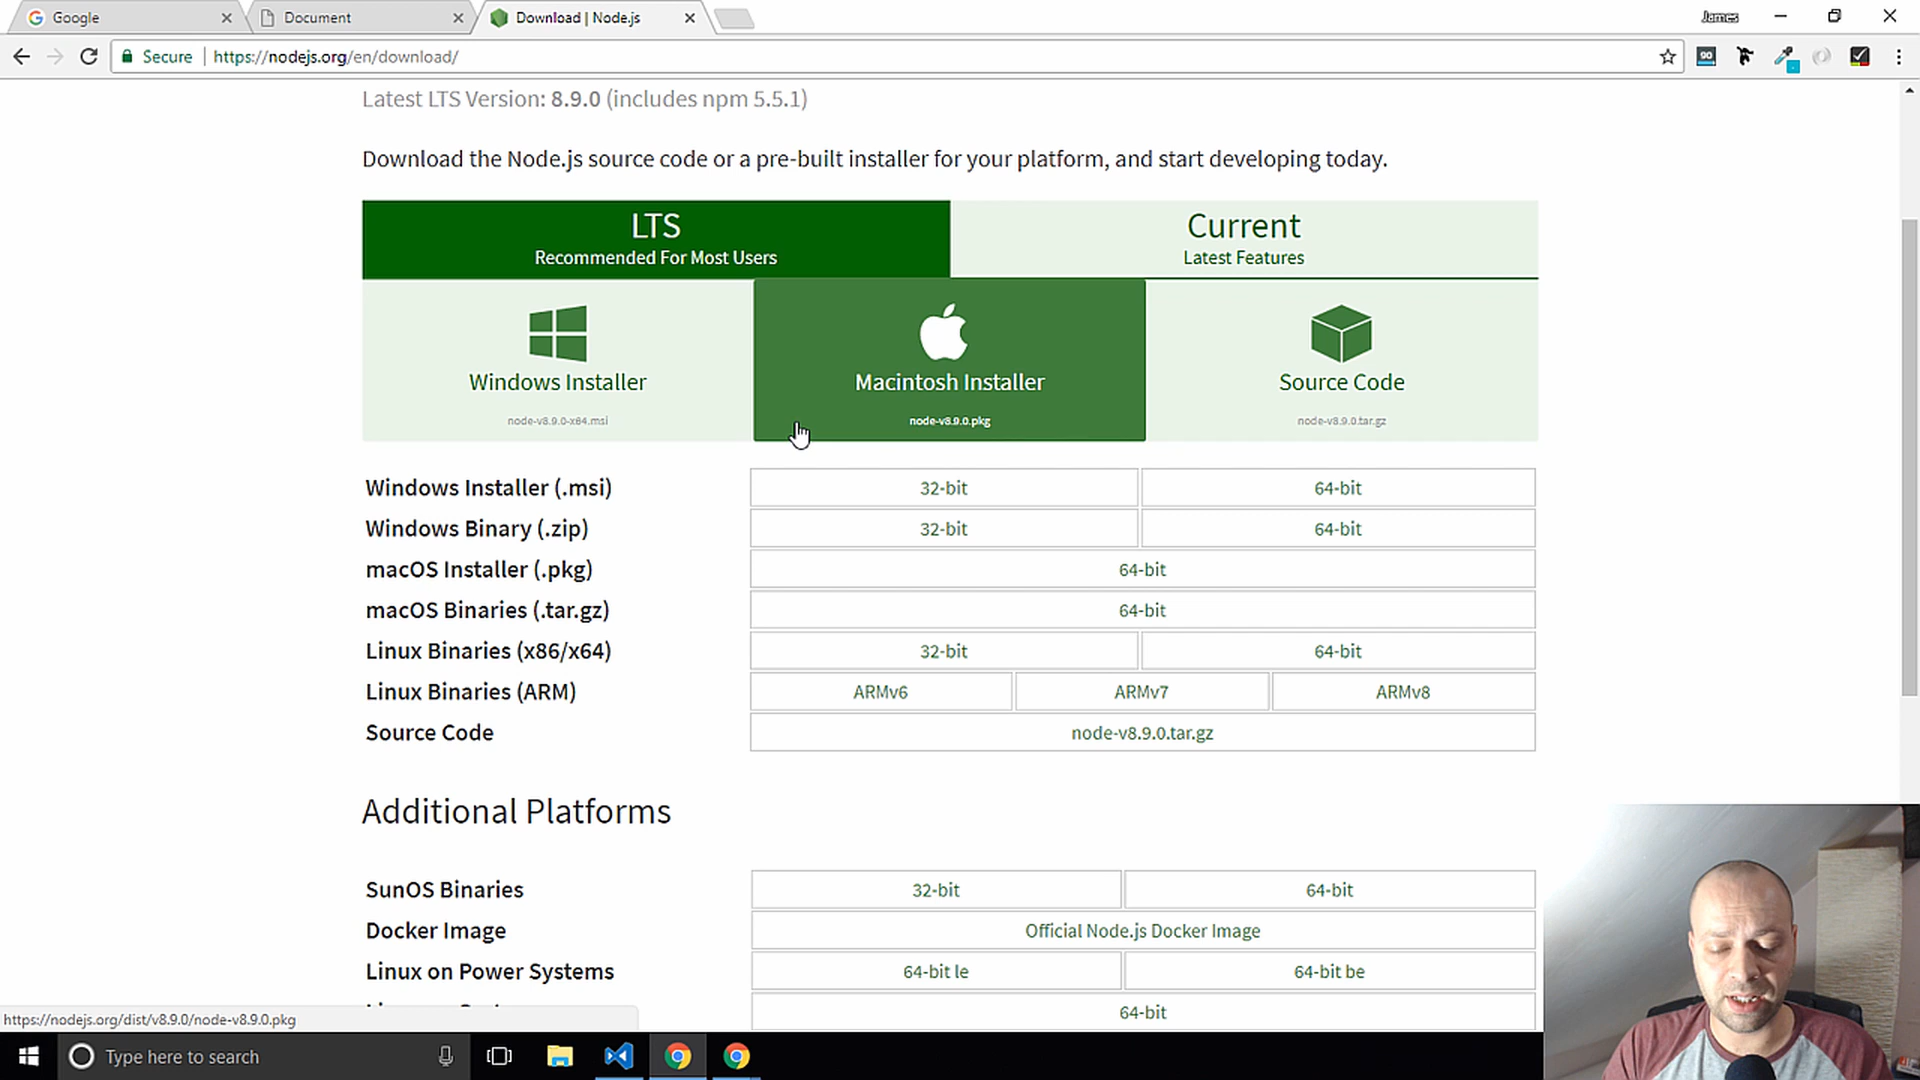 Google
Document
Download | Node.js
James
Secure
https://nodejs.org/en/download/
90
Latest LTS Version: 8.9.0 (includes npm 5.5.1)
Download the Node.js source code or a pre-built installer for your platform, and start developing today.
LTS
Recommended For Most Users
Current
Latest Features
Windows Installer
node-v8.9.0-x64.msi
Macintosh Installer
node-v8.9.0.pkg
Source Code
node-v8.9.0.tar.gz
Windows Installer (.msi) 32-bit 64-bit
Windows Binary (.zip) 32-bit 64-bit
macOS Installer (.pkg) 64-bit
macOS Binaries (.tar.gz) 64-bit
Linux Binaries (x86/x64) 32-bit 64-bit
Linux Binaries (ARM) ARMv6 ARMv7 ARMv8
Source Code node-v8.9.0.tar.gz
Additional Platforms
SunOS Binaries 32-bit 64-bit
Docker Image Official Node.js Docker Image
Linux on Power Systems 64-bit le 64-bit be
64-bit
https://nodejs.org/dist/v8.9.0/node-v8.9.0.pkg
Type here to search